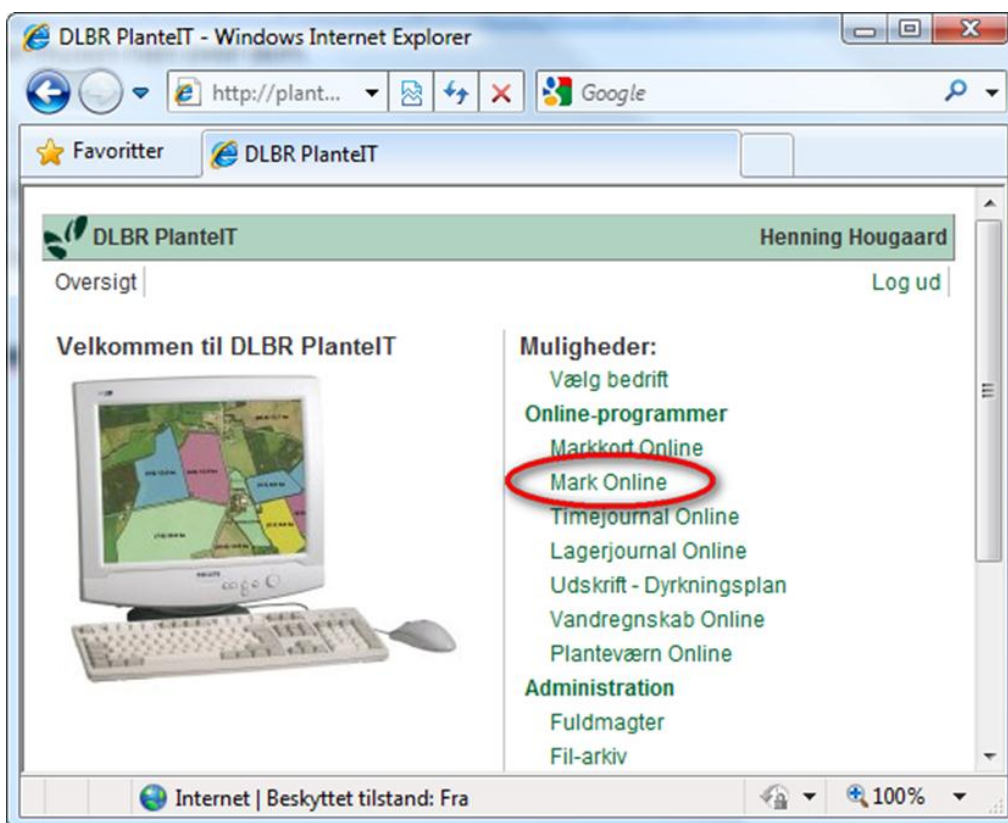 DLBR PlanteIT - Windows Internet Explorer
http://plant...
Google
Favoritter
DLBR PlanteIT
DLBR PlanteIT
Henning Hougaard
Oversigt
Log ud
Velkommen til DLBR PlanteIT
Muligheder:
Vælg bedrift
Online-programmer
Markkort Online
Mark Online
Timejournal Online
Lagerjournal Online
Udskrift - Dyrkningsplan
Vandregnskab Online
Planteværn Online
Administration
Fuldmagter
Fil-arkiv
PHILIPS
Internet | Beskyttet tilstand: Fra
100%